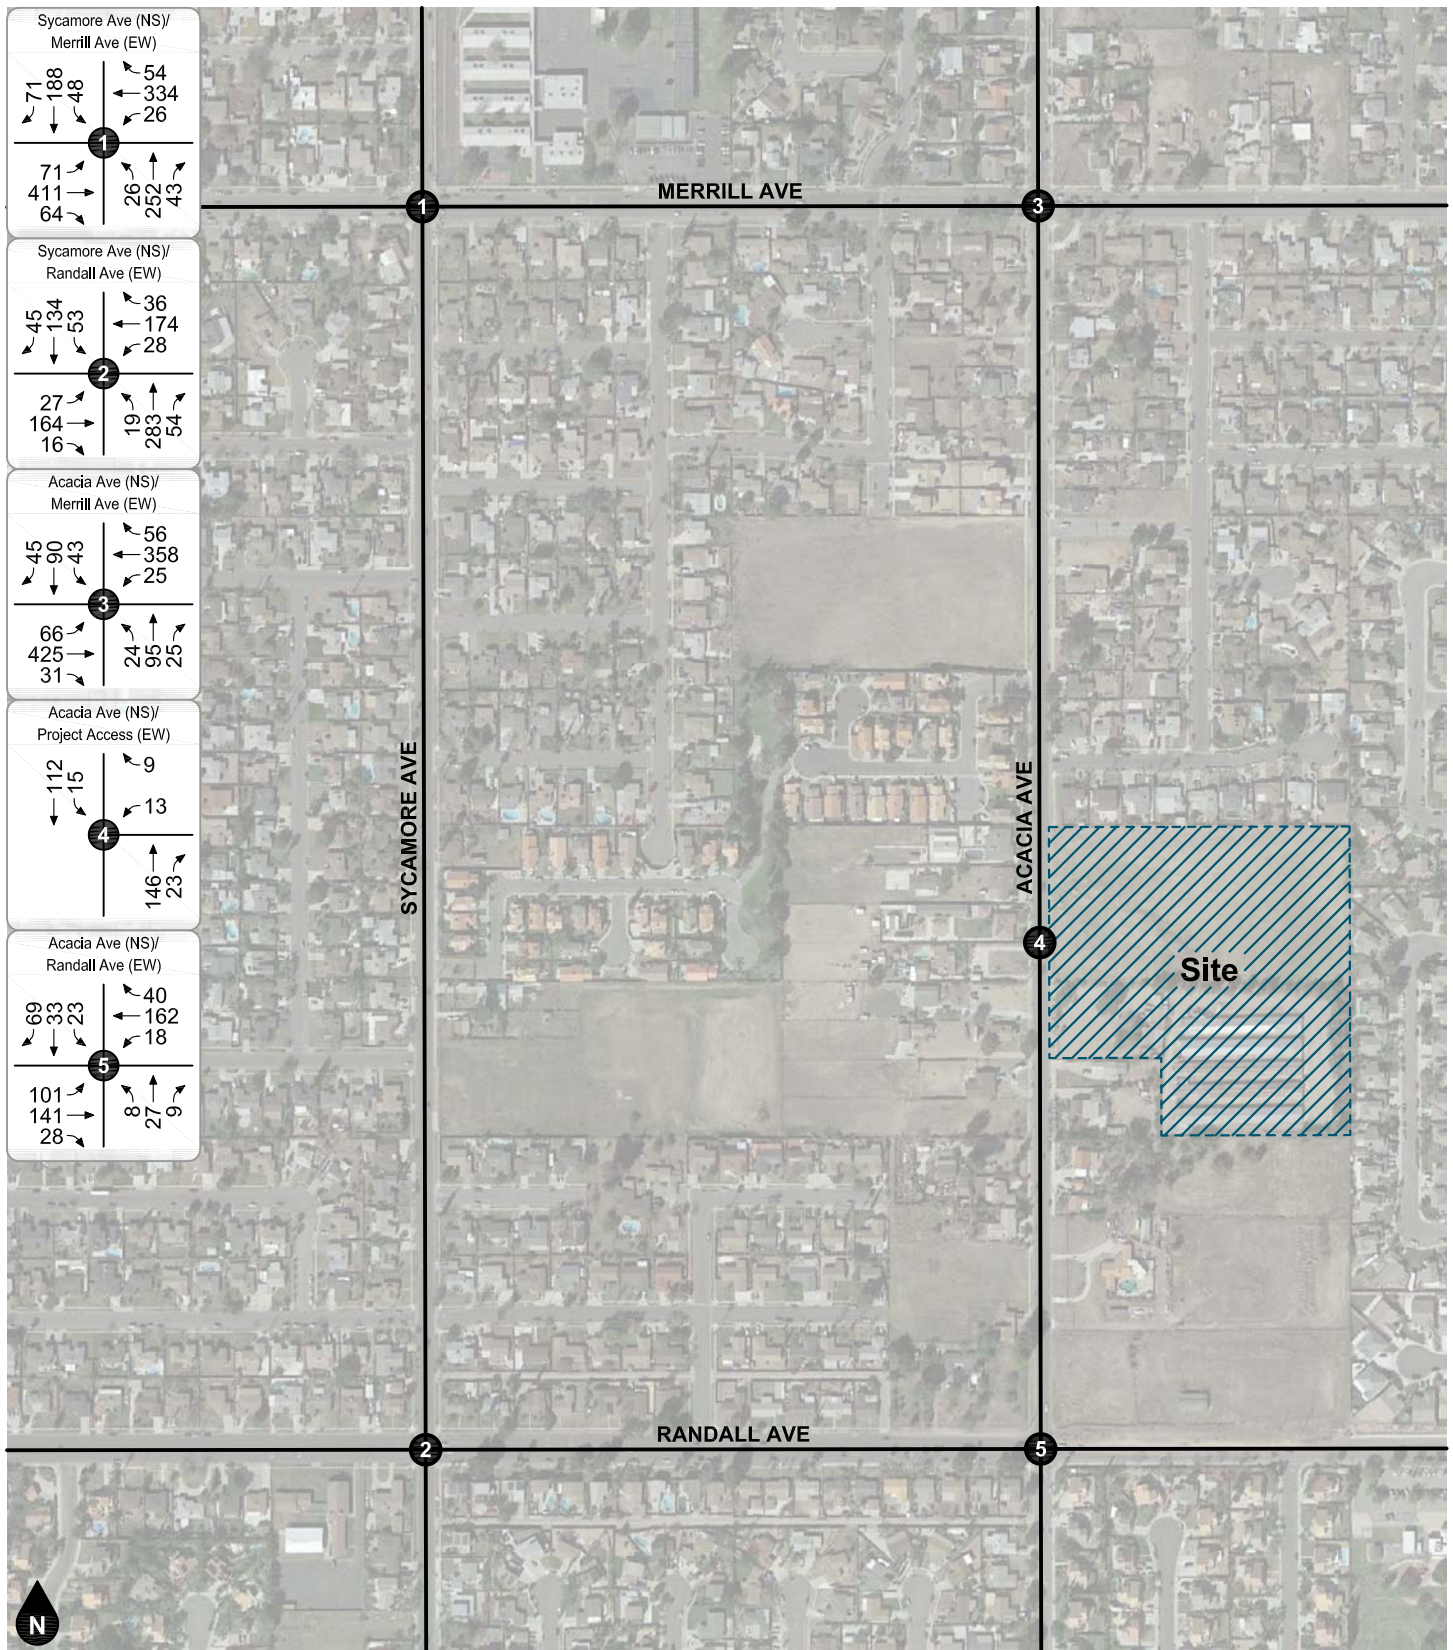 Sycamore Ave (NS)/
Merrill Ave (EW)
71 188 48
54
334
26
1
71
411
64
26 252 43
Sycamore Ave (NS)/
Randall Ave (EW)
45 134 53
36
174
28
2
27
164
16
19 283 54
Acacia Ave (NS)/
Merrill Ave (EW)
45 90 43
56
358
25
3
66
425
31
24 95 25
Acacia Ave (NS)/
Project Access (EW)
112 15
9
13
4
146 23
Acacia Ave (NS)/
Randall Ave (EW)
69 33 23
40
162
18
5
101
141
28
8 27 9
MERRILL AVE
1
3
SYCAMORE AVE
ACACIA AVE
4
Site
RANDALL AVE
2
5
N